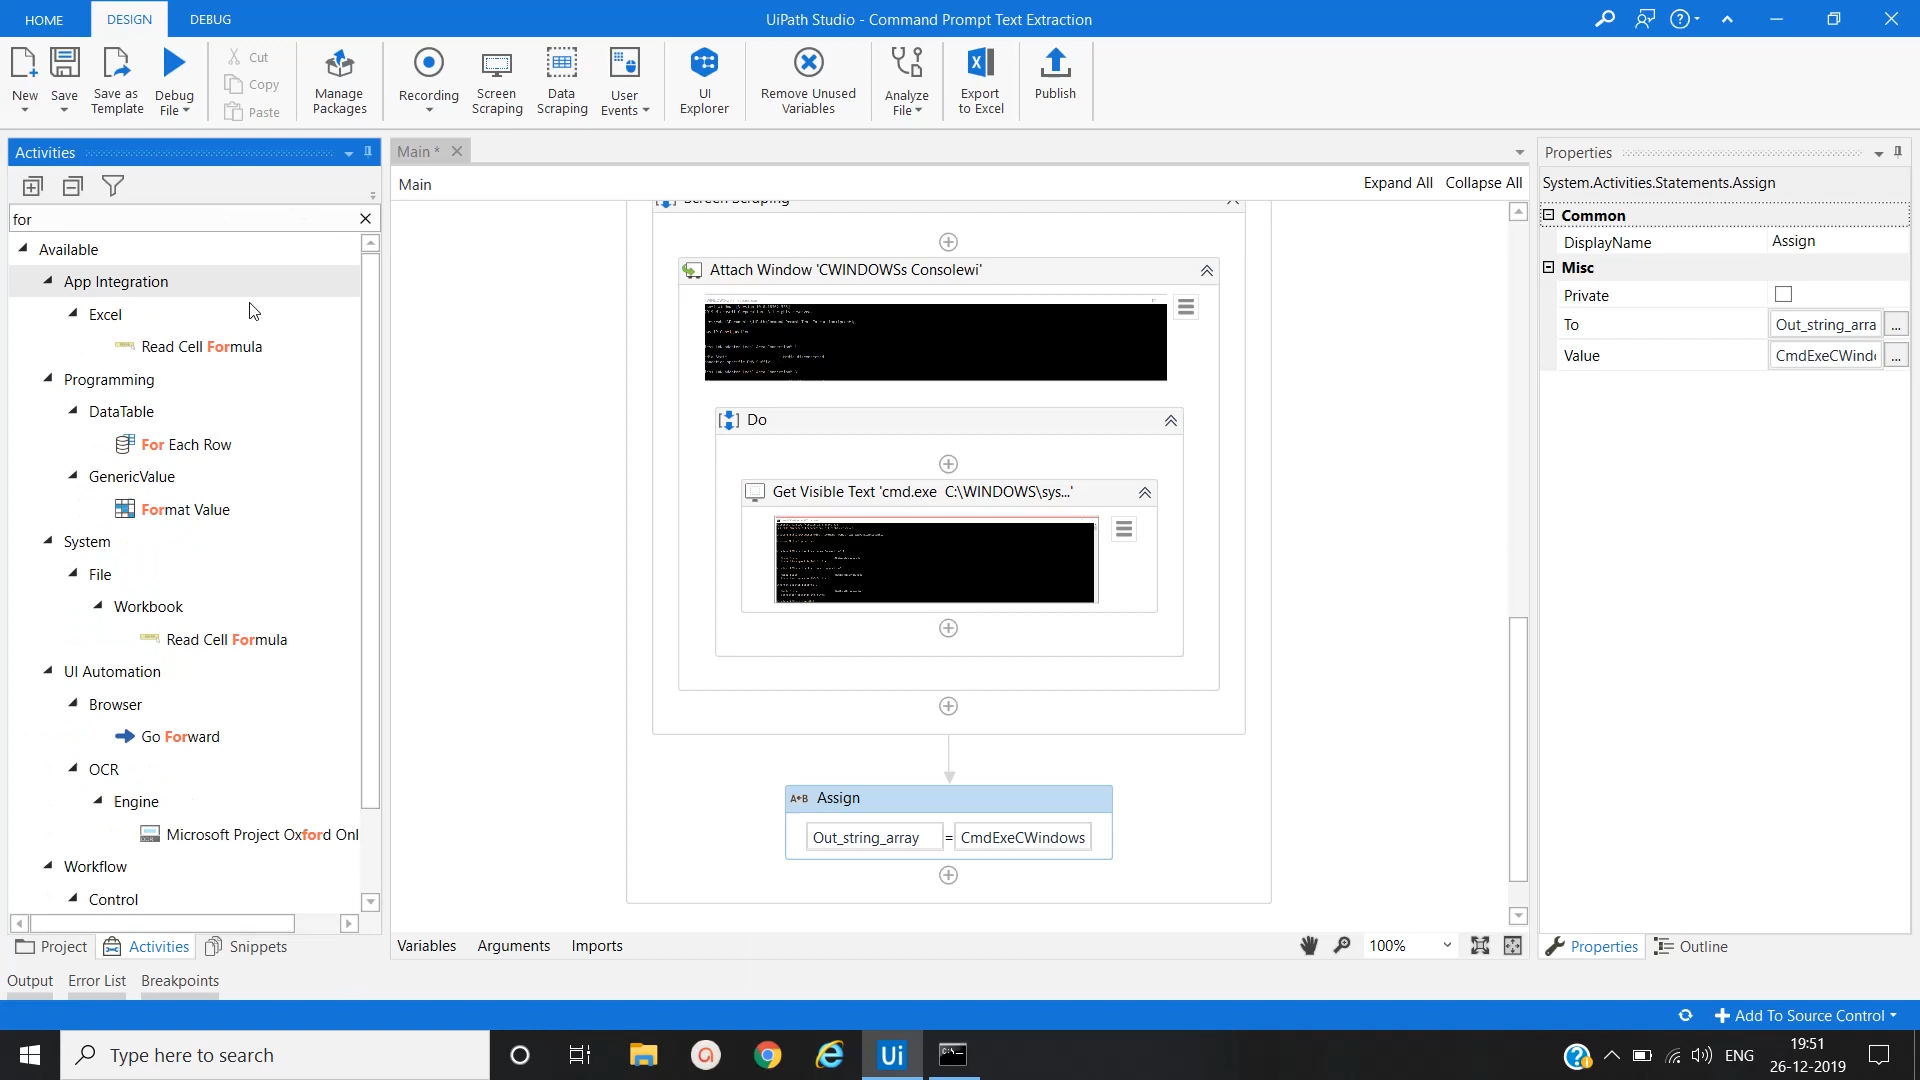 HOME DESIGN DEBUG
UiPath Studio - Command Prompt Text Extraction
New
Save
Save as Template
Debug File
Cut
Copy
Paste
Manage Packages
Recording
Screen Scraping
Data Scraping
User Events
UI Explorer
Remove Unused Variables
Analyze File
Export to Excel
Publish
Activities
for
Available
App Integration
Excel
Read Cell Formula
Programming
DataTable
For Each Row
GenericValue
Format Value
System
File
Workbook
Read Cell Formula
UI Automation
Browser
Go Forward
OCR
Engine
Microsoft Project Oxford Onl
Workflow
Control
Project Activities Snippets
Output Error List Breakpoints
Main *
Main
Expand All Collapse All
Screen Scraping
Attach Window 'CWINDOWSs Consolewi'
Do
Get Visible Text 'cmd.exe C:\WINDOWS\sys...'
A+B Assign
Out_string_array = CmdExeCWindows
Variables Arguments Imports
100%
Properties
System.Activities.Statements.Assign
Common
DisplayName Assign
Misc
Private
To Out_string_arra ...
Value CmdExeCWind ...
Properties Outline
Add To Source Control
Type here to search
Ui
ENG
19:51
26-12-2019